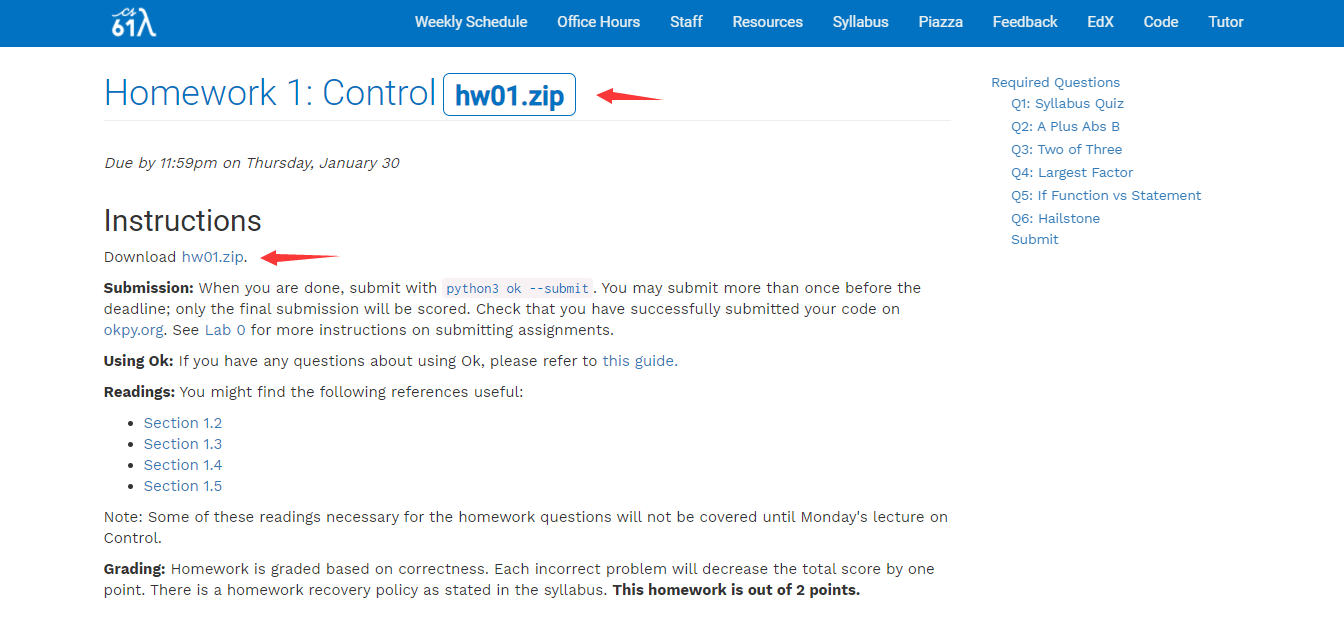 cs
61λ
Weekly Schedule Office Hours Staff Resources Syllabus Piazza Feedback EdX Code Tutor
Homework 1: Control hw01.zip
Due by 11:59pm on Thursday, January 30
Instructions
Download hw01.zip.
Submission: When you are done, submit with python3 ok --submit. You may submit more than once before the
deadline; only the final submission will be scored. Check that you have successfully submitted your code on
okpy.org. See Lab 0 for more instructions on submitting assignments.
Using Ok: If you have any questions about using Ok, please refer to this guide.
Readings: You might find the following references useful:
• Section 1.2
• Section 1.3
• Section 1.4
• Section 1.5
Note: Some of these readings necessary for the homework questions will not be covered until Monday's lecture on
Control.
Grading: Homework is graded based on correctness. Each incorrect problem will decrease the total score by one
point. There is a homework recovery policy as stated in the syllabus. This homework is out of 2 points.
Required Questions
Q1: Syllabus Quiz
Q2: A Plus Abs B
Q3: Two of Three
Q4: Largest Factor
Q5: If Function vs Statement
Q6: Hailstone
Submit